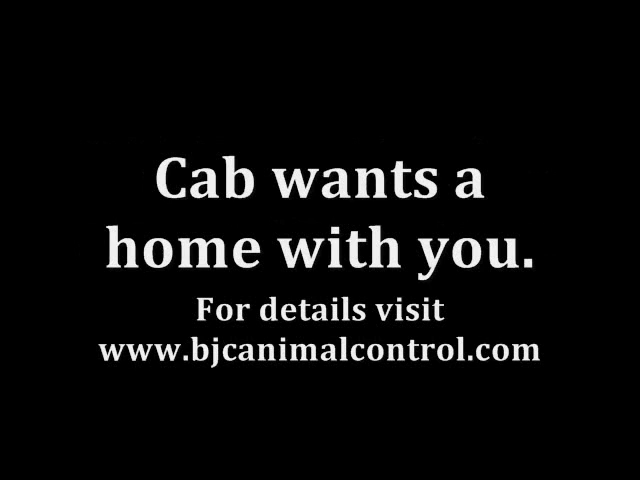 Cab wants a
home with you.
For details visit
www.bjcanimalcontrol.com